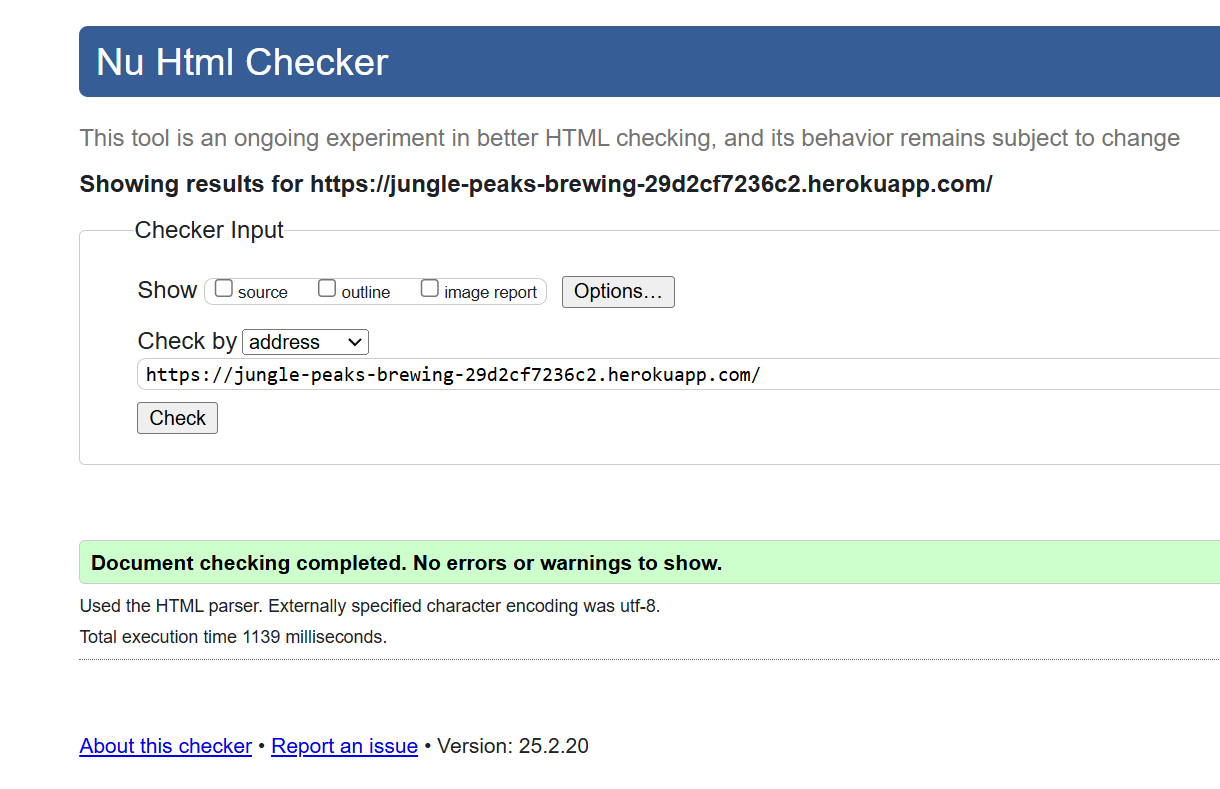 Nu Html Checker
This tool is an ongoing experiment in better HTML checking, and its behavior remains subject to change
Showing results for https://jungle-peaks-brewing-29d2cf7236c2.herokuapp.com/
Checker Input
Show source outline image report Options…
Check by address
https://jungle-peaks-brewing-29d2cf7236c2.herokuapp.com/
Check
Document checking completed. No errors or warnings to show.
Used the HTML parser. Externally specified character encoding was utf-8.
Total execution time 1139 milliseconds.
About this checker • Report an issue • Version: 25.2.20